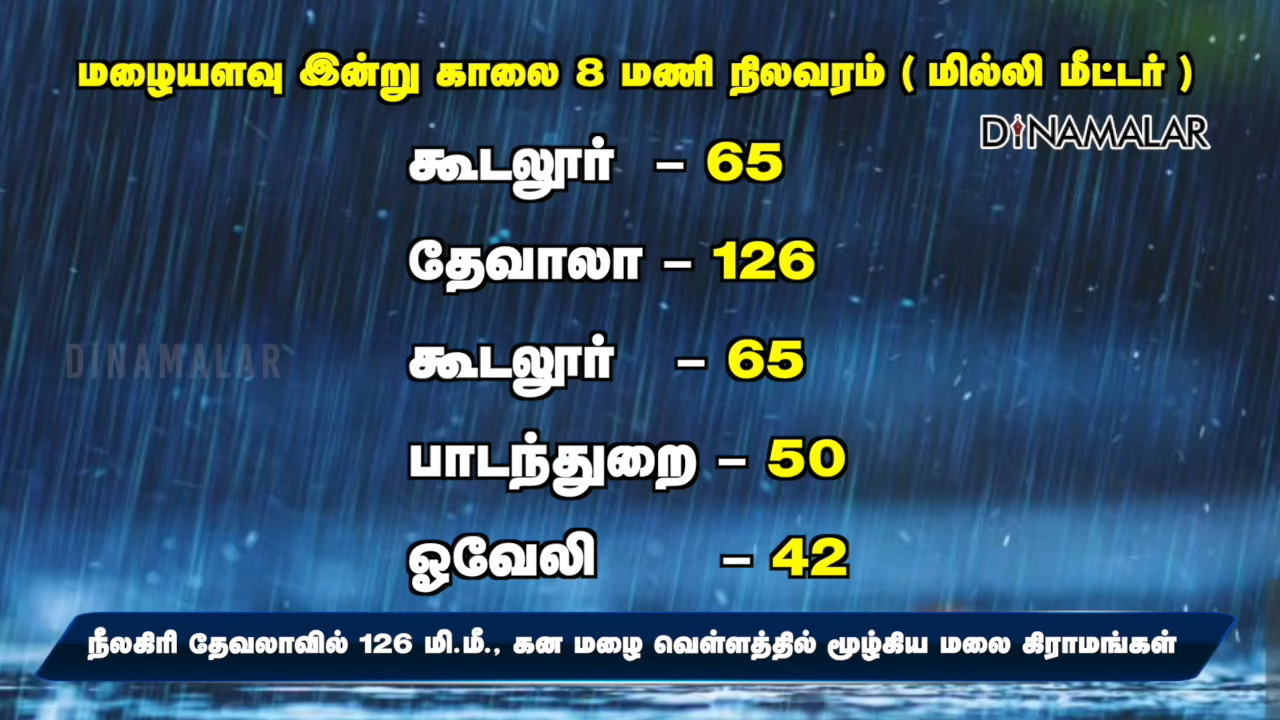 மழையளவு இன்று காலை 8 மணி நிலவரம் ( மில்லி மீட்டர் )
DINAMALAR
கூடலூர் – 65
தேவாலா – 126
கூடலூர் – 65
DINAMALAR
பாடந்துறை – 50
ஓவேலி – 42
நீலகிரி தேவலாவில் 126 மி.மீ., கன மழை வெள்ளத்தில் மூழ்கிய மலை கிராமங்கள்